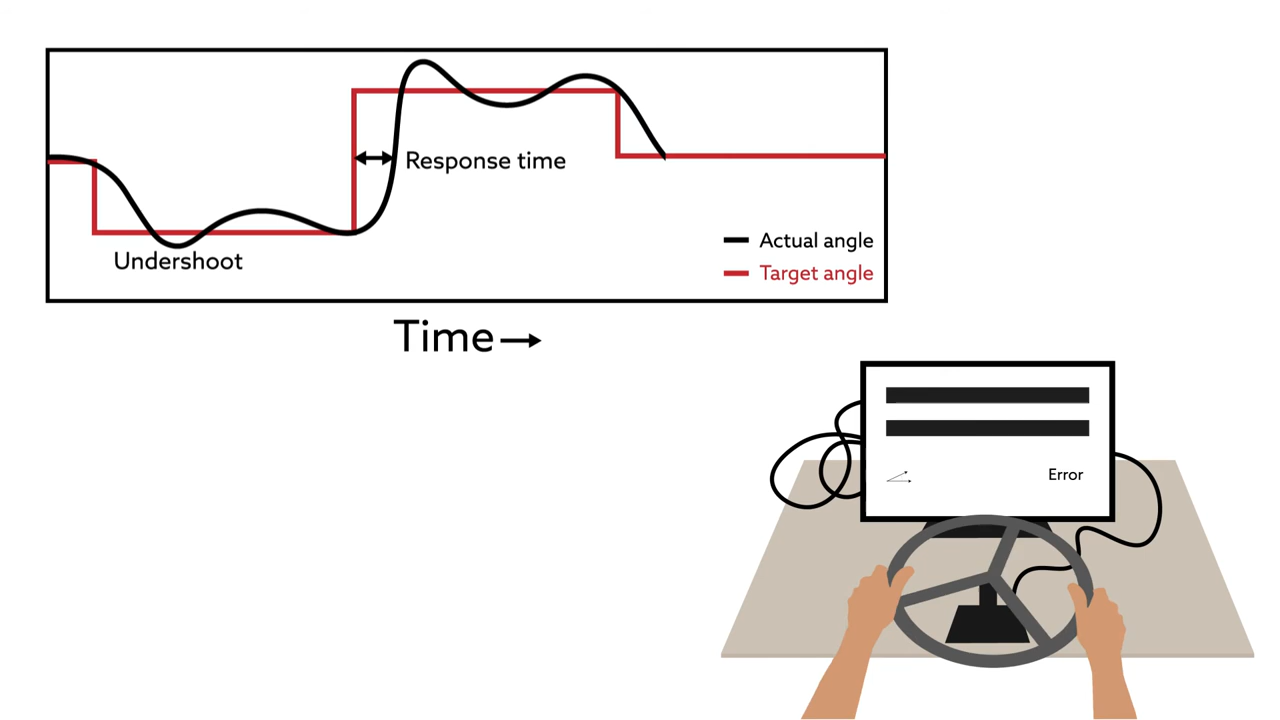 Response time
Undershoot
Actual angle
Target angle
Time
Error